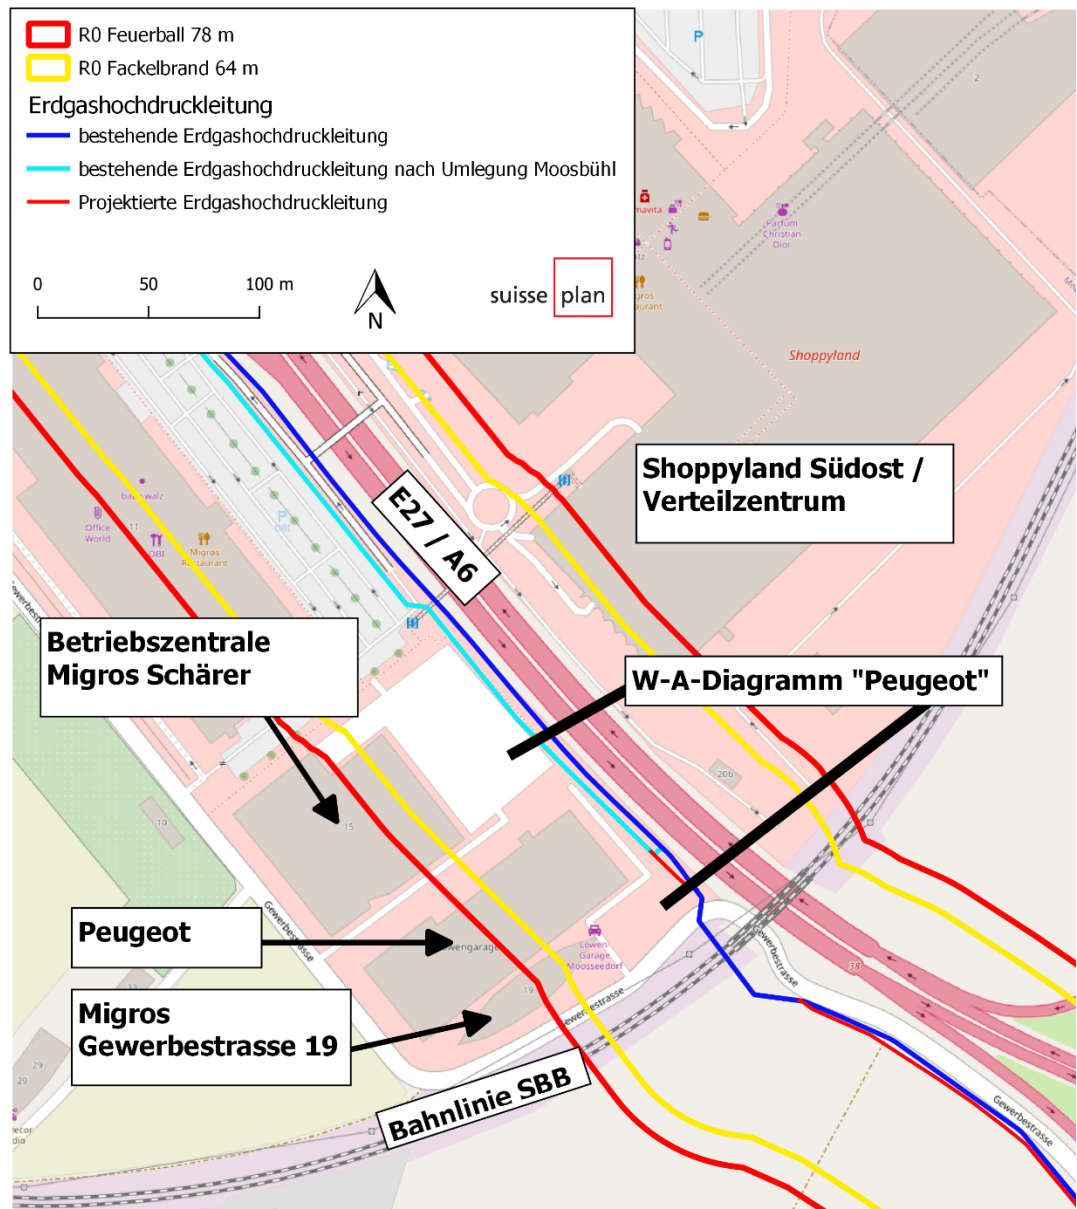 R0 Feuerball 78 m
R0 Fackelbrand 64 m
Erdgashochdruckleitung
bestehende Erdgashochdruckleitung
bestehende Erdgashochdruckleitung nach Umlegung Moosbühl
Projektierte Erdgashochdruckleitung
0 50 100 m
N
suisse plan
P
2
Parfum
Christian
Dior
Shoppyland
Shoppyland Südost /
Verteilzentrum
E27 / A6
11
Office
World
OBI
Migros
Restaurant
P
OBI
Betriebszentrale
Migros Schärer
W-A-Diagramm "Peugeot"
20b
10
15
Gewerbestrasse
Peugeot
Löwen-
Garage
Moosseedorf
Gewerbestrasse
38
19
Gewerbestrasse
Migros
Gewerbestrasse 19
29
29
Bahnlinie SBB
Gewerbestrasse